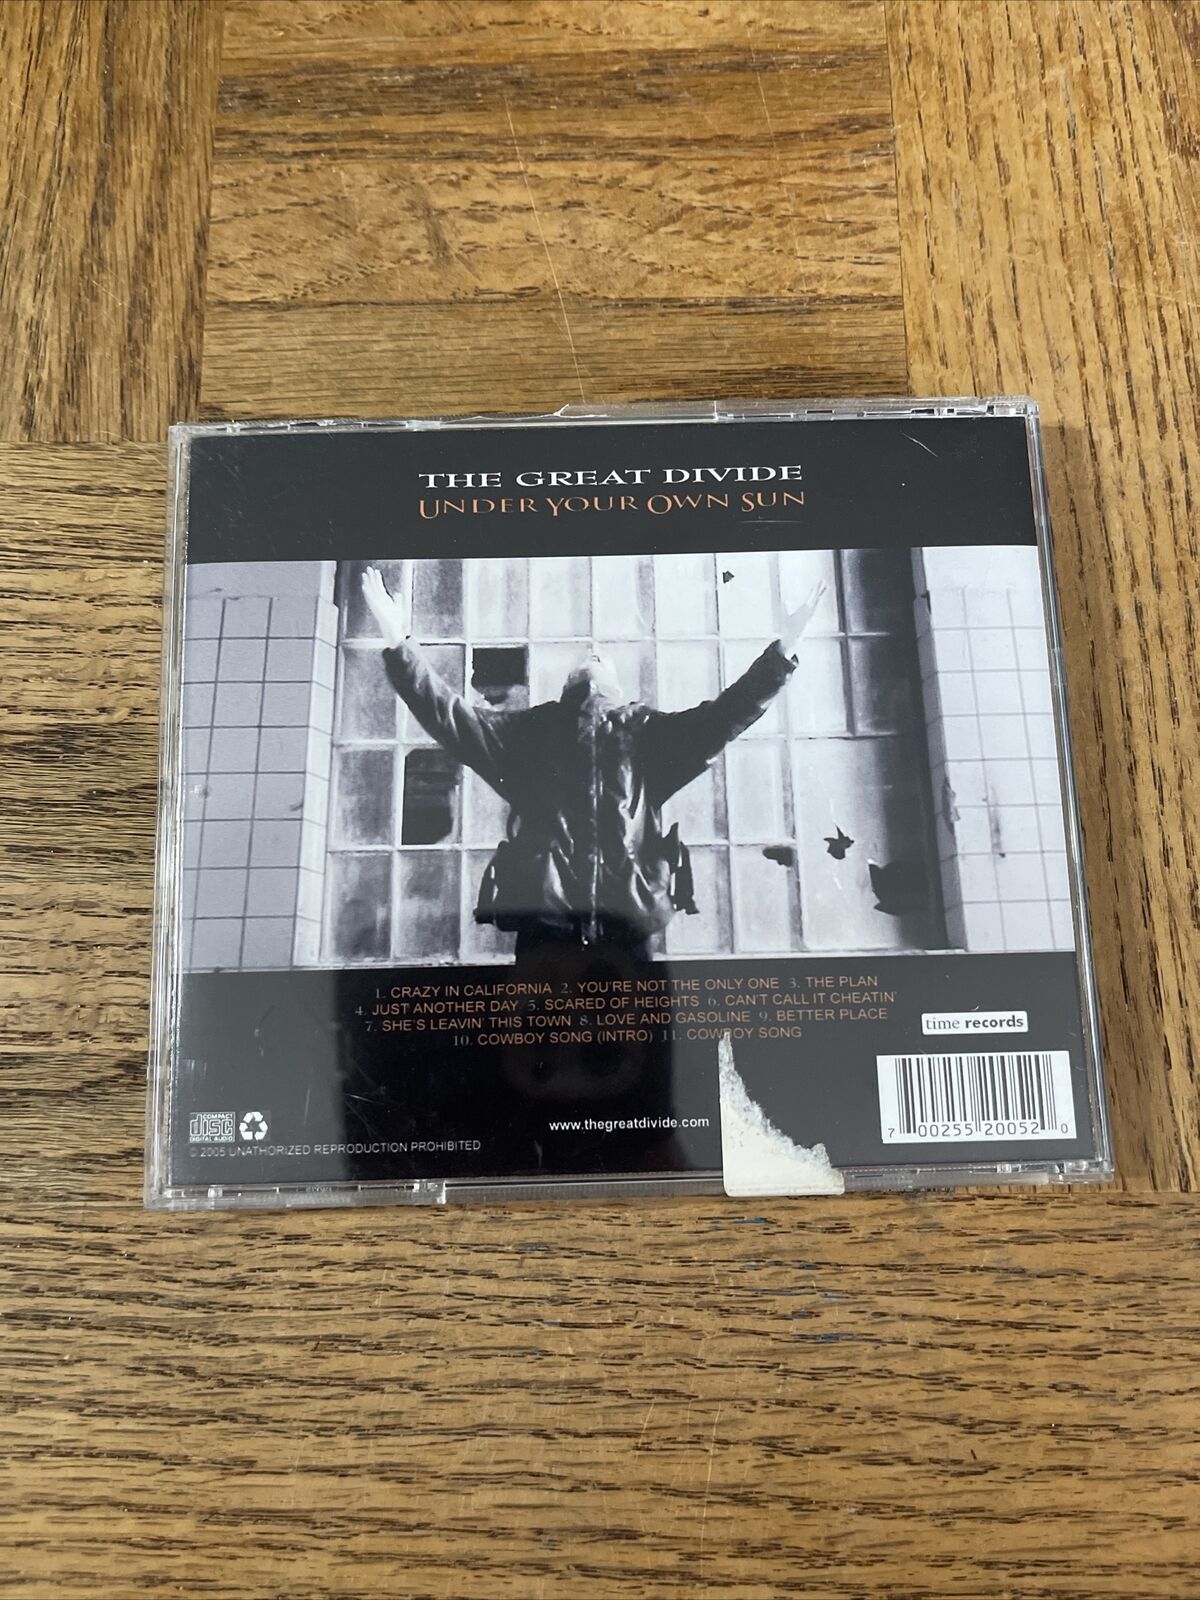 THE GREAT DIVIDE
UNDER YOUR OWN SUN
1. CRAZY IN CALIFORNIA 2. YOU'RE NOT THE ONLY ONE 3. THE PLAN
4. JUST ANOTHER DAY 5. SCARED OF HEIGHTS 6. CAN'T CALL IT CHEATIN'
7. SHE'S LEAVIN' THIS TOWN 8. LOVE AND GASOLINE 9. BETTER PLACE
10. COWBOY SONG (INTRO) 11. COWBOY SONG
time records
COMPACT
disc
DIGITAL AUDIO
www.thegreatdivide.com
7 00255 20052 0
© 2005 UNATHORIZED REPRODUCTION PROHIBITED